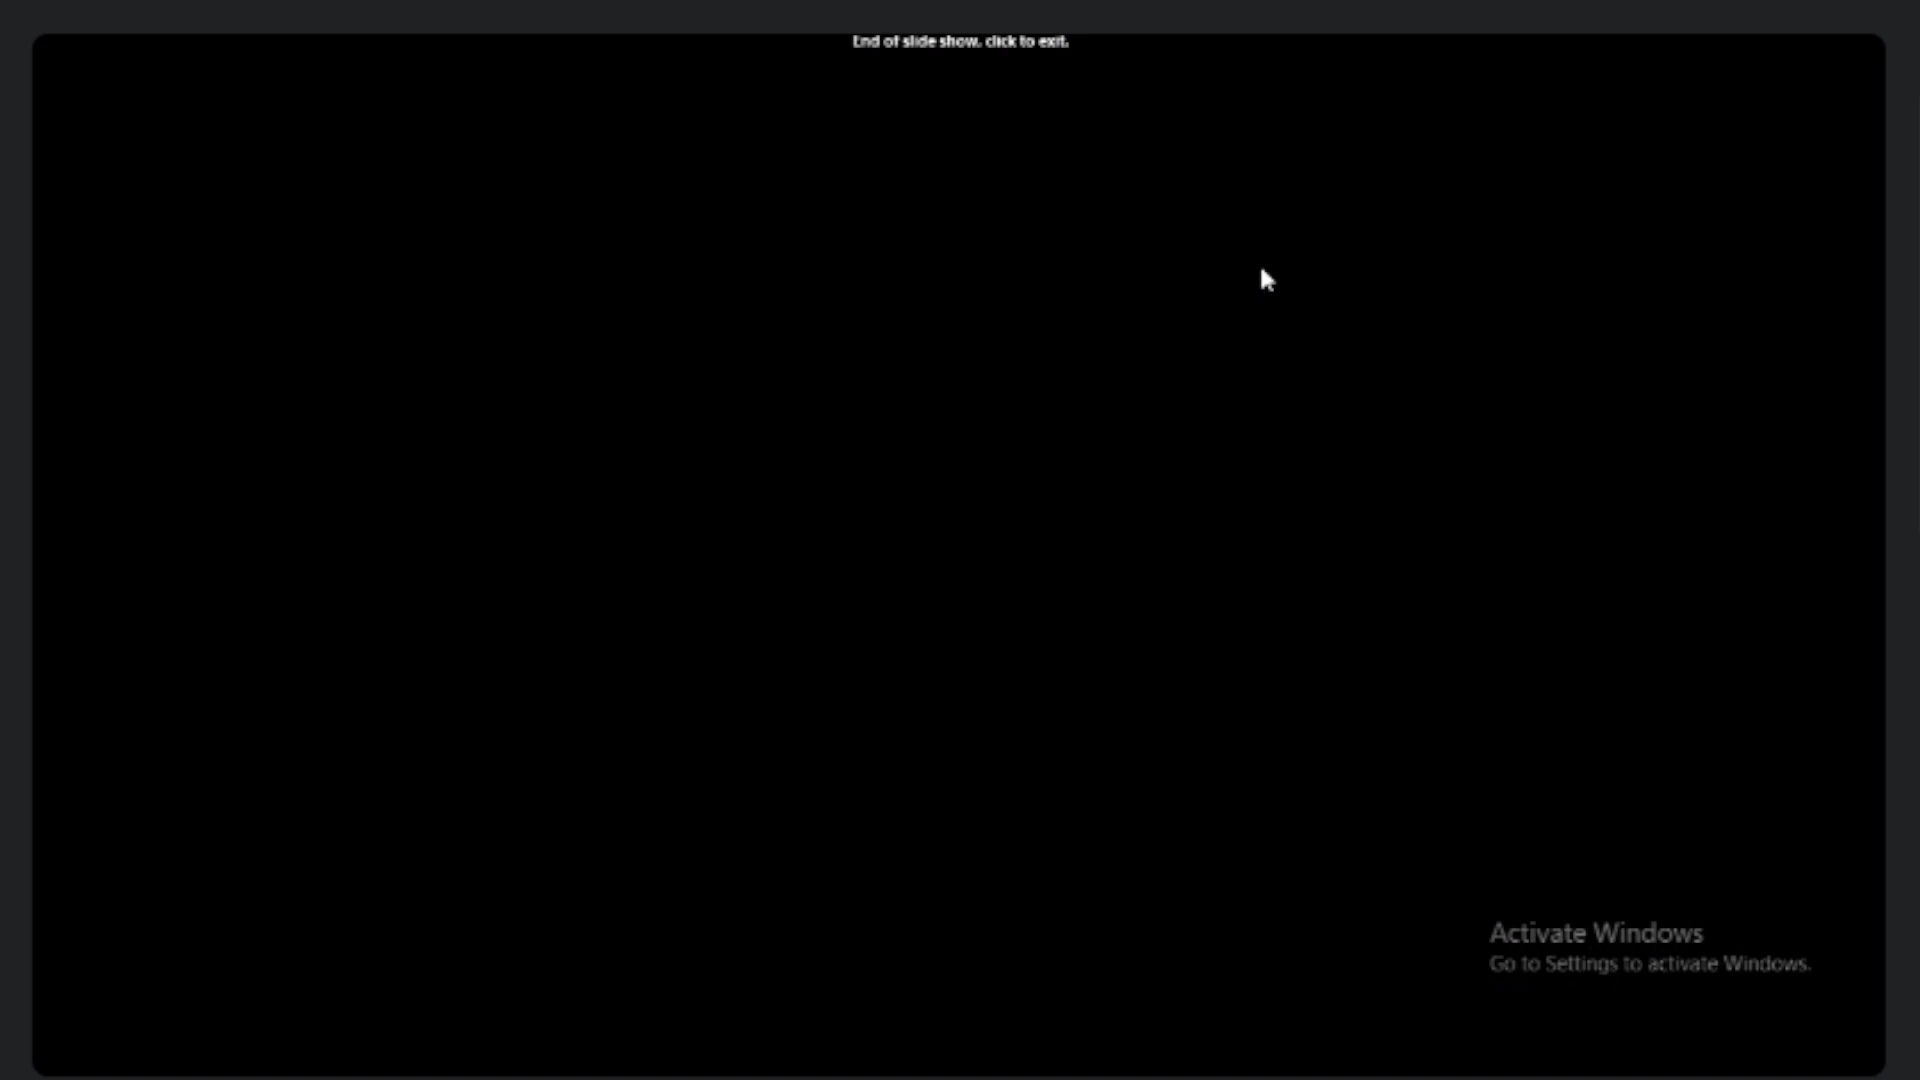 End of slide show, click to exit.
Activate Windows
Go to Settings to activate Windows.